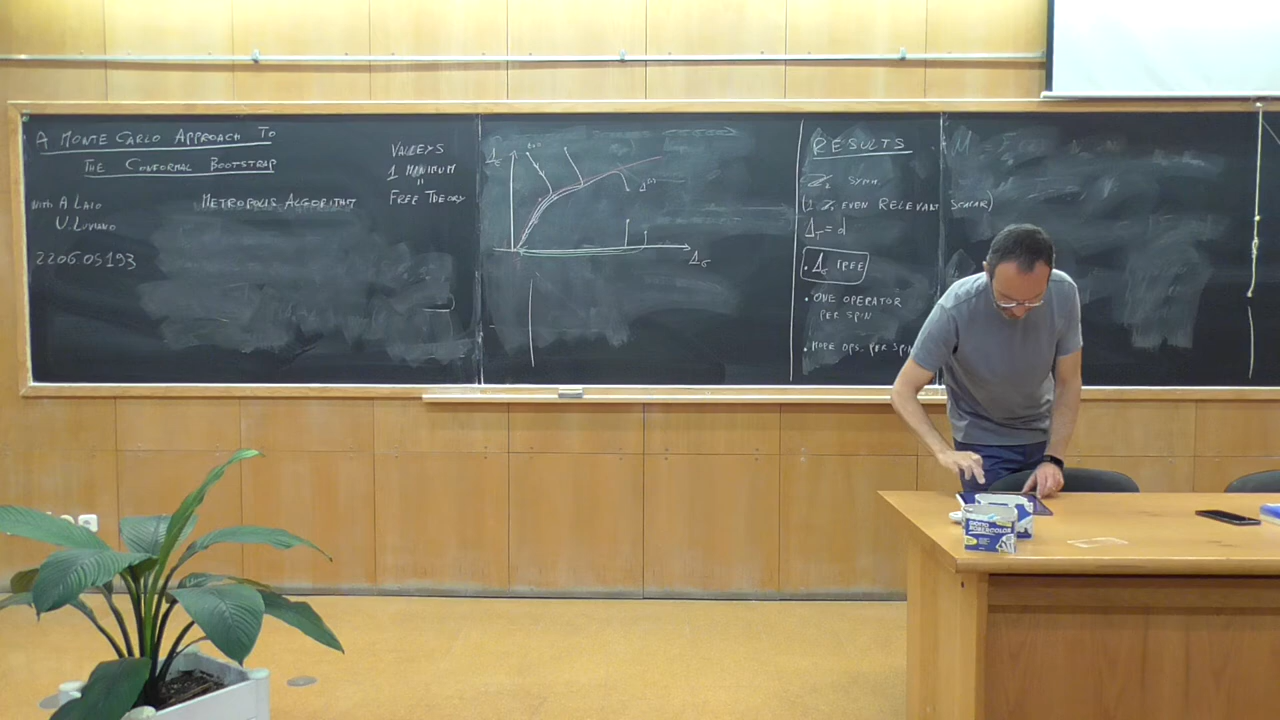 A MONTE CARLO APPROACH TO
THE CONFORMAL BOOTSTRAP
WITH A. LAIO
U. LUVIANO
2206.05193
METROPOLIS ALGORITHM
VALLEYS
1 MINIMUM
=
FREE THEORY
Δε
Δσ
RESULTS
Z₂ SYMM.
(1 Z₂ EVEN RELEVANT SCALAR)
Δ_T = d
• Δσ FREE
• ONE OPERATOR
PER SPIN
• MORE OPS. PER SPIN
GIOTTO
ROBERCOLOR